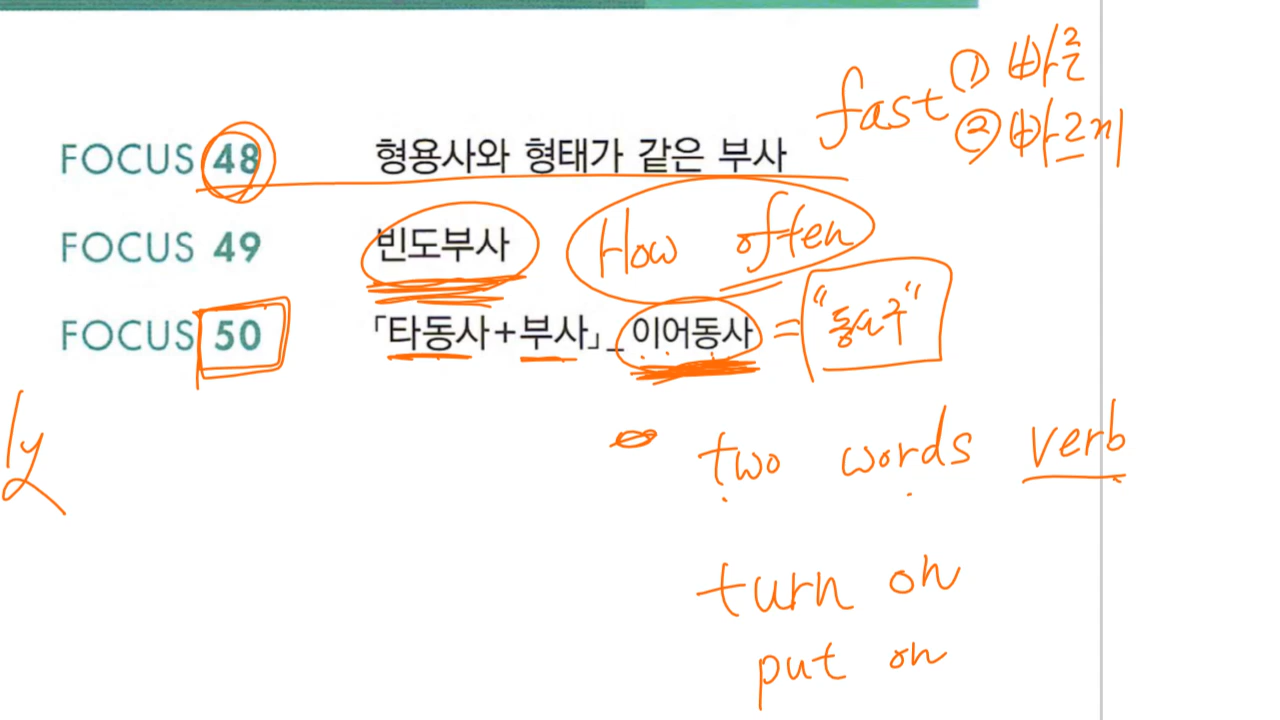 fast ① 빠른
② 빠르게
FOCUS 48 형용사와 형태가 같은 부사
FOCUS 49 빈도부사 How often
FOCUS 50 「타동사+부사」_이어동사 = "동사구"
ly
two words verb
turn on
put on